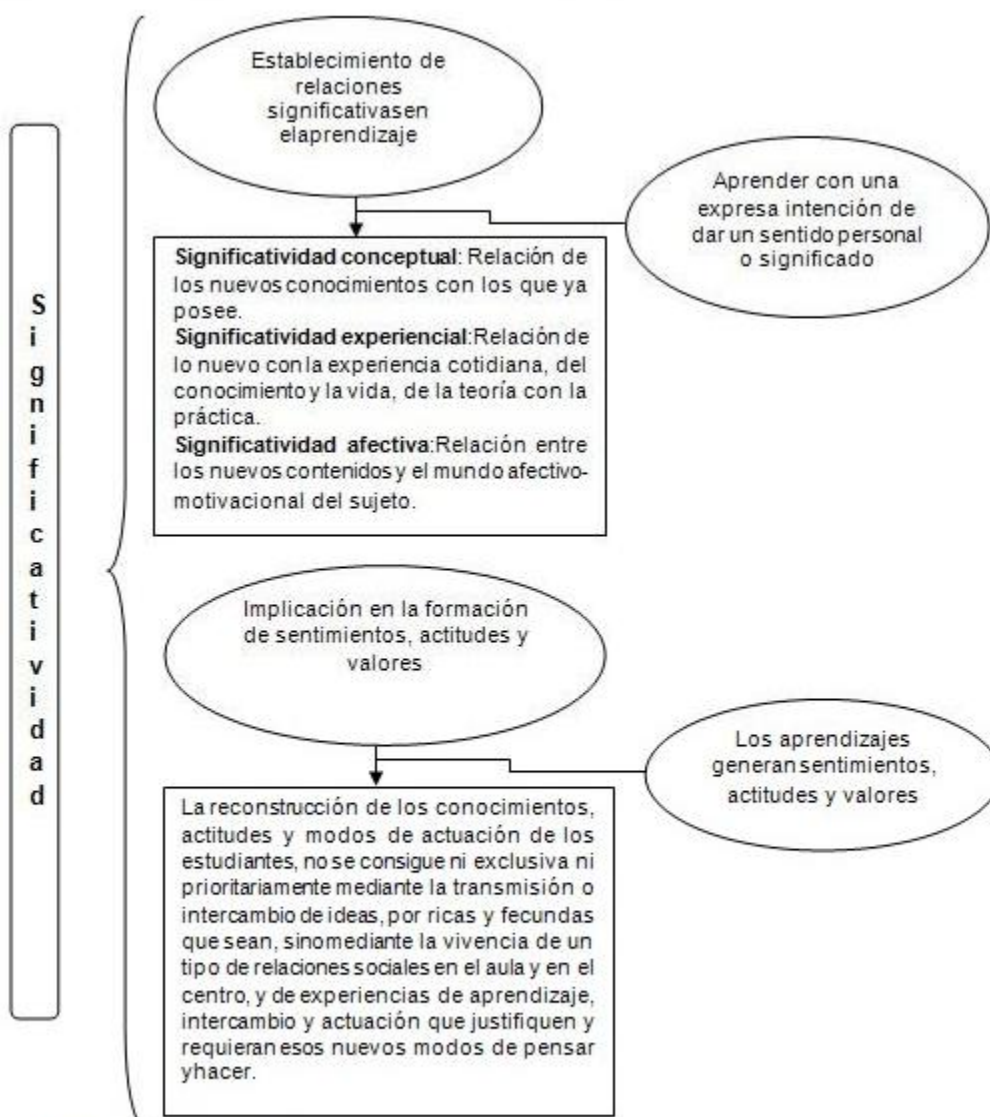 Significatividad
Establecimiento de
relaciones
significativasen
elaprendizaje
Aprender con una
expresa intención de
dar un sentido personal
o significado
Significatividad conceptual: Relación de
los nuevos conocimientos con los que ya
posee.
Significatividad experiencial:Relación de
lo nuevo con la experiencia cotidiana, del
conocimiento y la vida, de la teoría con la
práctica.
Significatividad afectiva:Relación entre
los nuevos contenidos y el mundo afectivo-
motivacional del sujeto.
Implicación en la formación
de sentimientos, actitudes y
valores
Los aprendizajes
generan sentimientos,
actitudes y valores
La reconstrucción de los conocimientos,
actitudes y modos de actuación de los
estudiantes, no se consigue ni exclusiva ni
prioritariamente mediante la transmisión o
intercambio de ideas, por ricas y fecundas
que sean, sinomediante la vivencia de un
tipo de relaciones sociales en el aula y en el
centro, y de experiencias de aprendizaje,
intercambio y actuación que justifiquen y
requieran esos nuevos modos de pensar
yhacer.